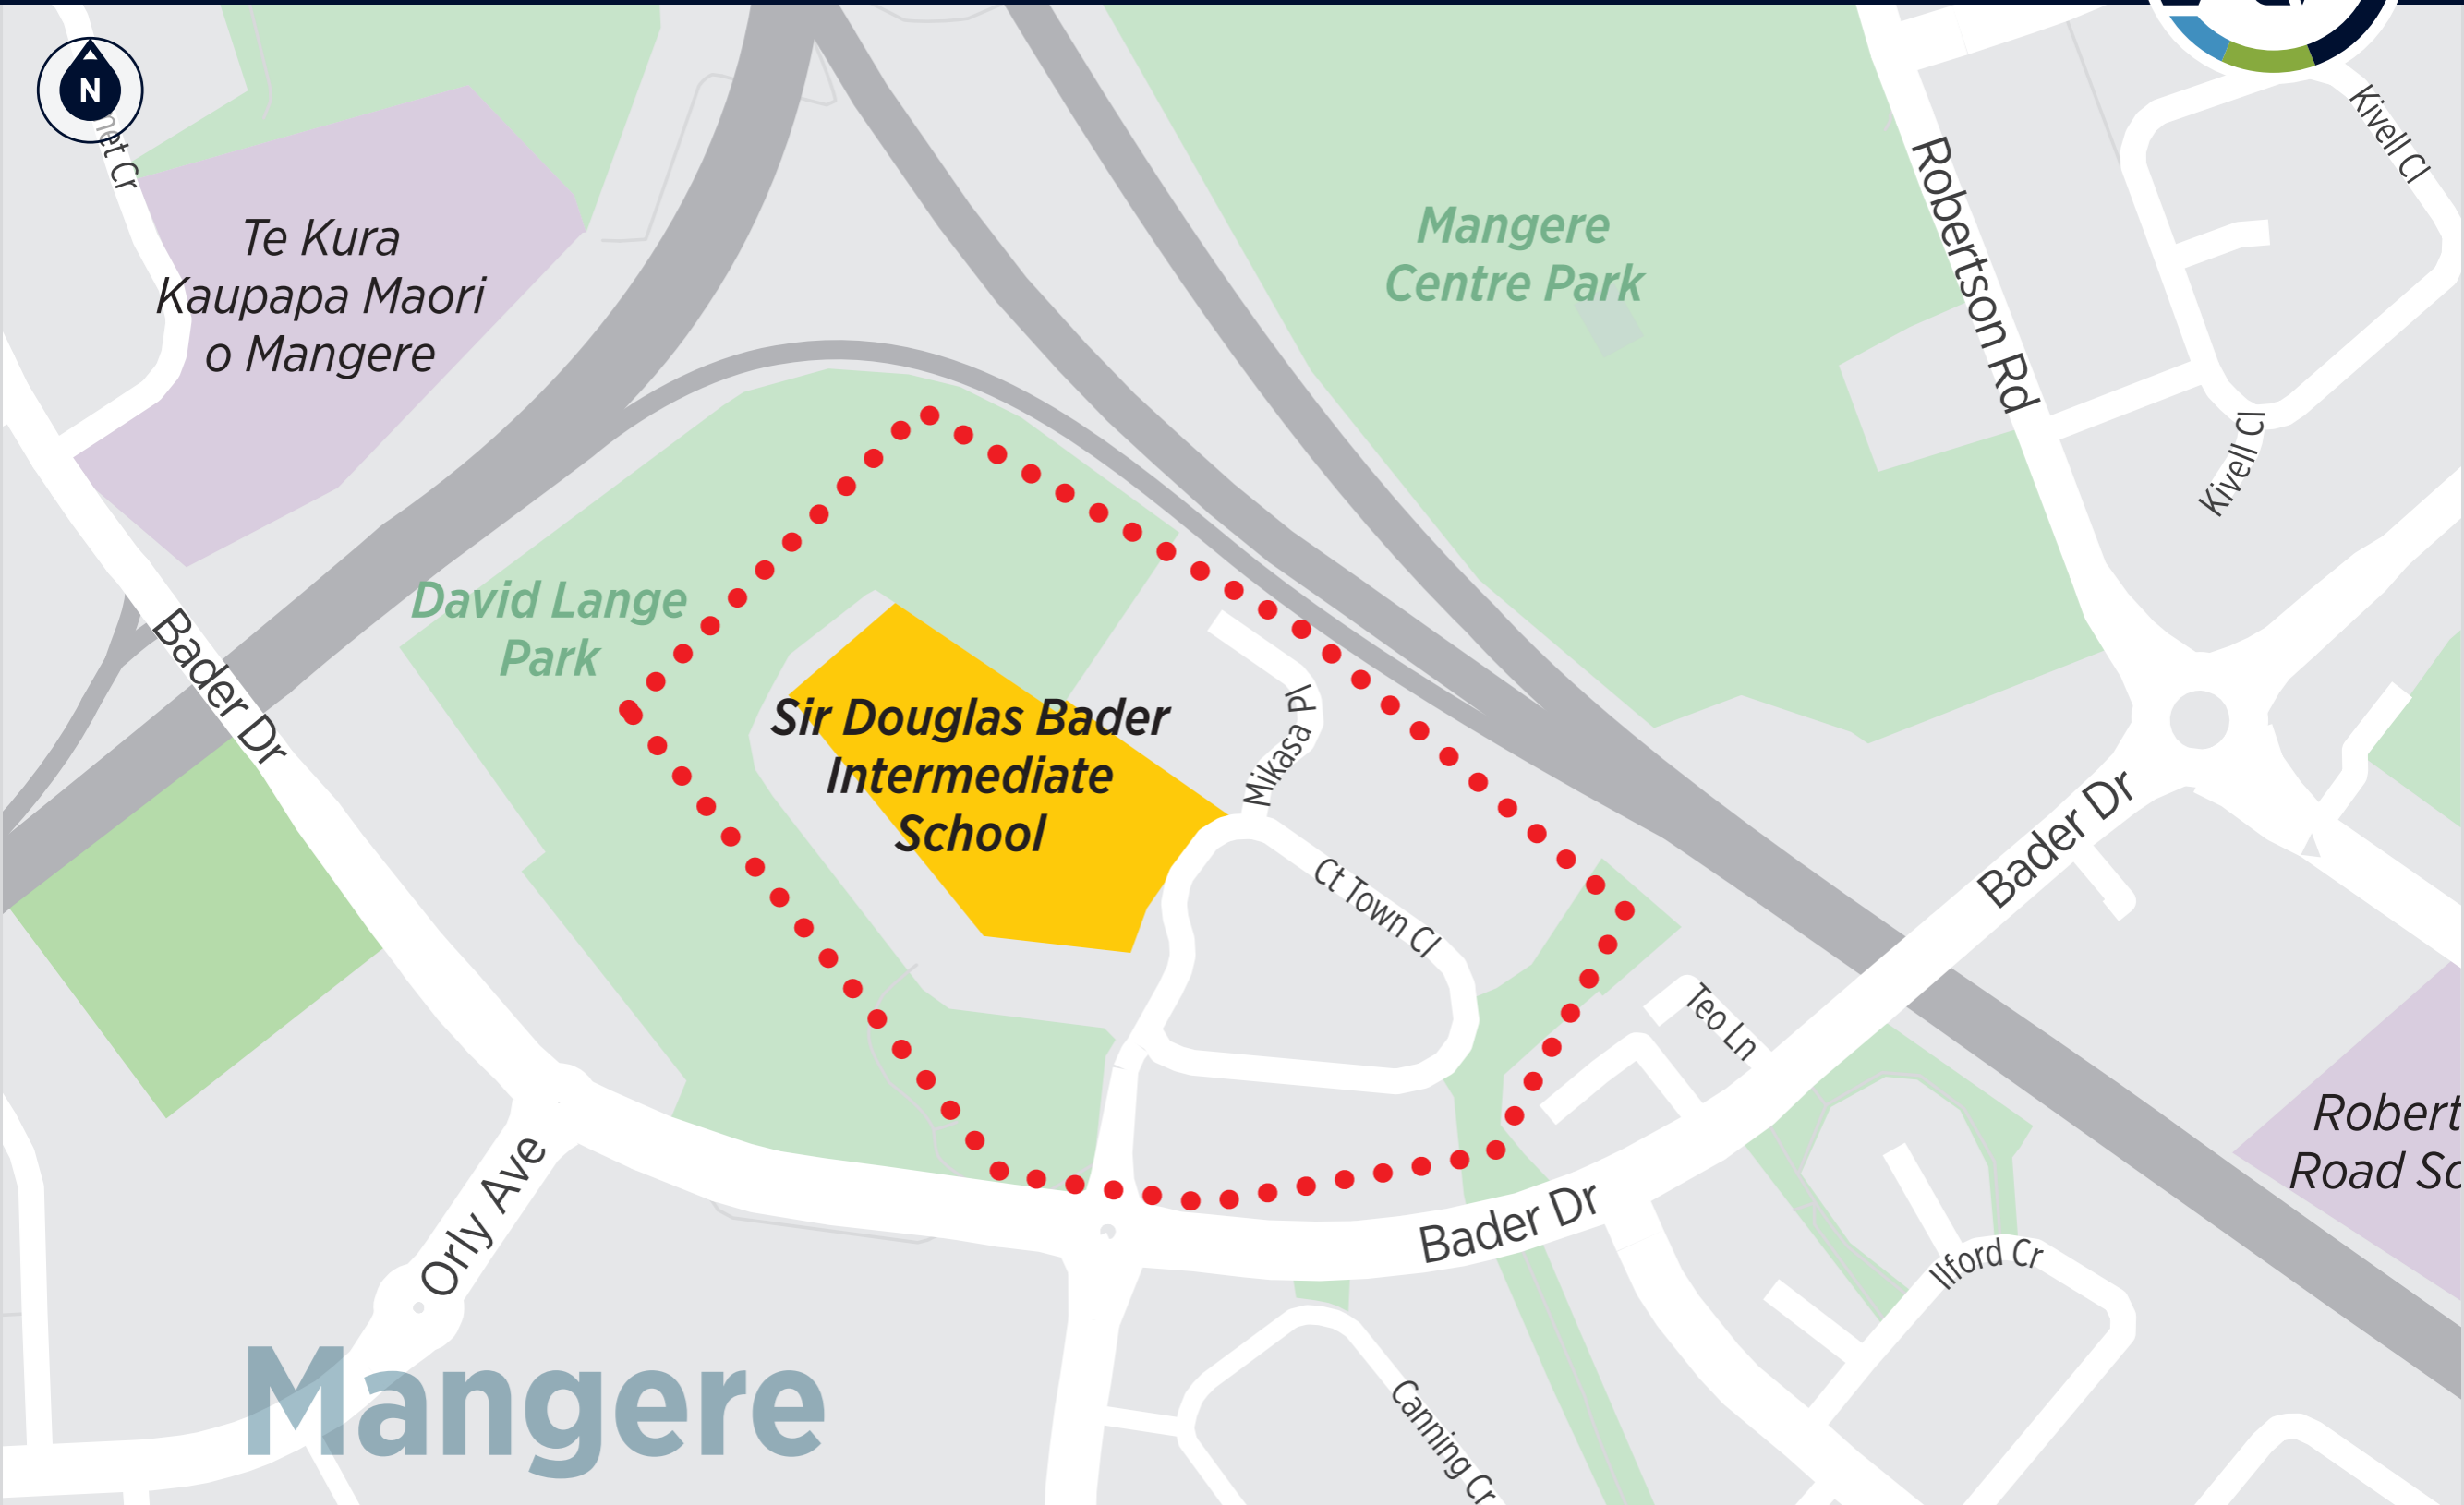 N
Kivell Cl
Robertson Rd
Te Kura
Kaupapa Maori
o Mangere
Mangere
Centre Park
Kivell Cl
David Lange
Park
Bader Dr
Sir Douglas Bader
Intermediate
School
Mikasa Pl
Ct Town Cl
Bader Dr
Teo Ln
Robert
Road Sc
Orly Ave
Bader Dr
Ilford Cr
Mangere
Canning Cr
net Cr